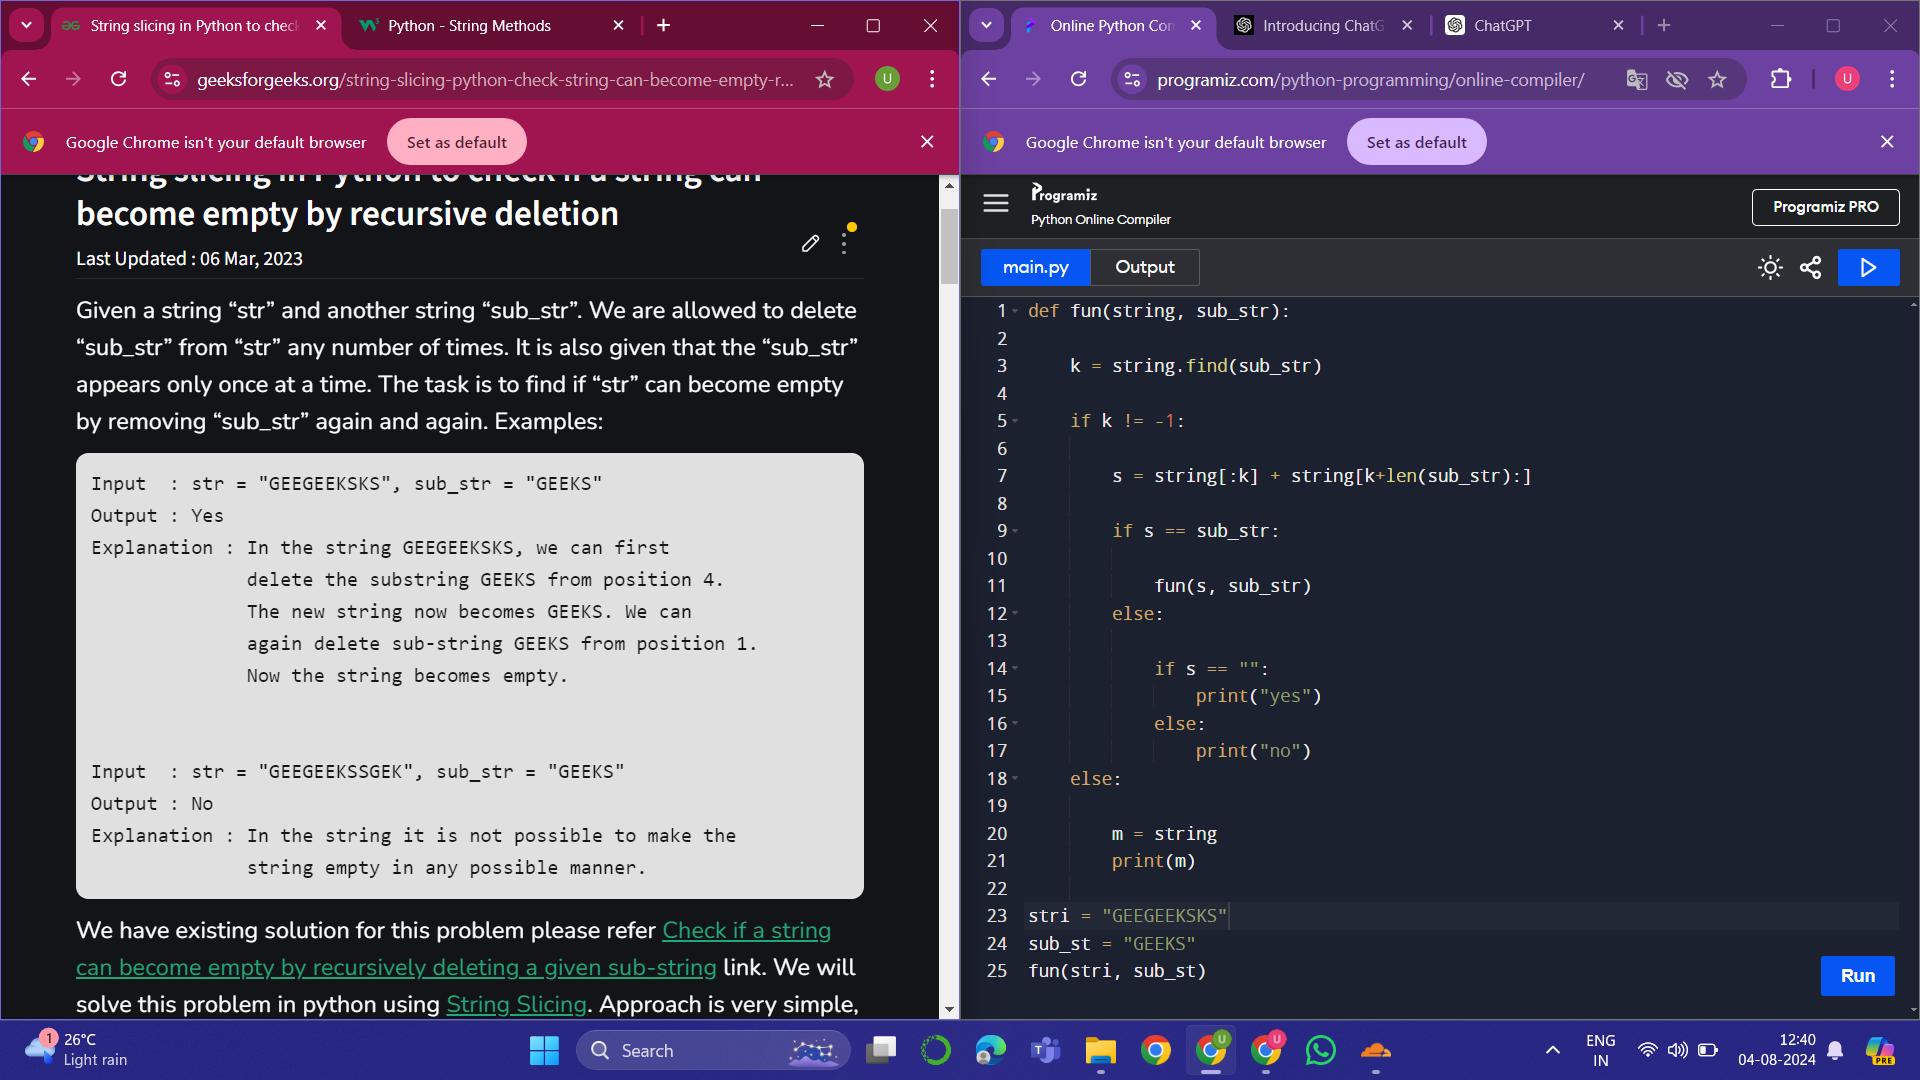 String slicing in Python to check
Python - String Methods
geeksforgeeks.org/string-slicing-python-check-string-can-become-empty-r...
U
Google Chrome isn't your default browser
Set as default
String slicing in Python to check if a string can
become empty by recursive deletion
Last Updated : 06 Mar, 2023
Given a string “str” and another string “sub_str”. We are allowed to delete
“sub_str” from “str” any number of times. It is also given that the “sub_str”
appears only once at a time. The task is to find if “str” can become empty
by removing “sub_str” again and again. Examples:
Input  : str = "GEEGEEKSKS", sub_str = "GEEKS"
Output : Yes
Explanation : In the string GEEGEEKSKS, we can first
delete the substring GEEKS from position 4.
The new string now becomes GEEKS. We can
again delete sub-string GEEKS from position 1.
Now the string becomes empty.
Input  : str = "GEEGEEKSSGEK", sub_str = "GEEKS"
Output : No
Explanation : In the string it is not possible to make the
string empty in any possible manner.
We have existing solution for this problem please refer Check if a string
can become empty by recursively deleting a given sub-string link. We will
solve this problem in python using String Slicing. Approach is very simple,
Online Python Con
Introducing ChatG
ChatGPT
programiz.com/python-programming/online-compiler/
U
Google Chrome isn't your default browser
Set as default
Programiz
Python Online Compiler
Programiz PRO
main.py
Output
1 def fun(string, sub_str):
2
3     k = string.find(sub_str)
4
5     if k != -1:
6
7         s = string[:k] + string[k+len(sub_str):]
8
9         if s == sub_str:
10
11             fun(s, sub_str)
12         else:
13
14             if s == "":
15                 print("yes")
16             else:
17                 print("no")
18     else:
19
20         m = string
21         print(m)
22
23 stri = "GEEGEEKSKS"
24 sub_st = "GEEKS"
25 fun(stri, sub_st)
Run
1
26°C
Light rain
Search
U
U
ENG
IN
12:40
04-08-2024
PRE